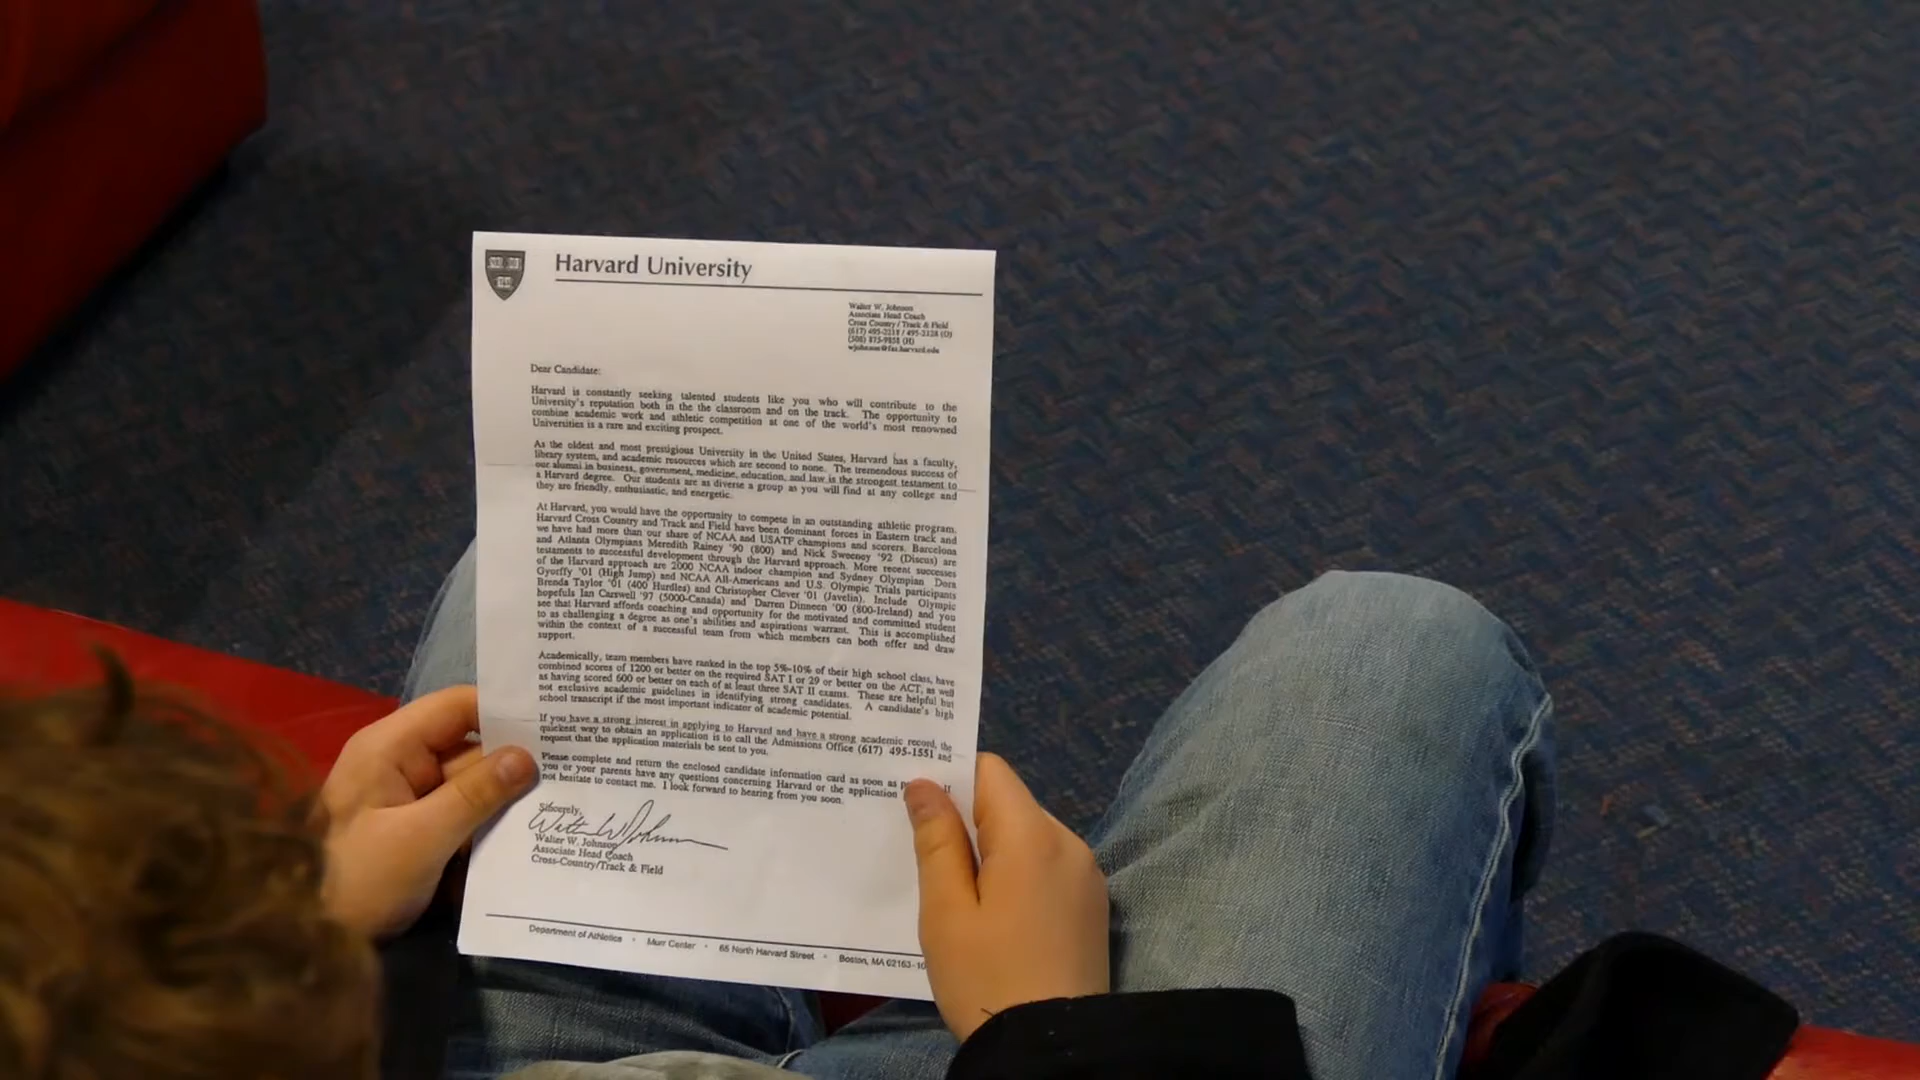 Harvard University
Walter W. Johnson
Associate Head Coach
Cross Country / Track & Field
(617) 495-2219 / 495-2128 (O)
(508) 875-9858 (H)
wjohnson@fas.harvard.edu
Dear Candidate:
Harvard is constantly seeking talented students like you who will contribute to the
University's reputation both in the the classroom and on the track. The opportunity to
combine academic work and athletic competition at one of the world's most renowned
Universities is a rare and exciting prospect.
As the oldest and most prestigious University in the United States, Harvard has a faculty,
library system, and academic resources which are second to none. The tremendous success of
our alumni in business, government, medicine, education, and law is the strongest testament to
a Harvard degree. Our students are as diverse a group as you will find at any college and
they are friendly, enthusiastic, and energetic.
At Harvard, you would have the opportunity to compete in an outstanding athletic program.
Harvard Cross Country and Track and Field have been dominant forces in Eastern track and
we have had more than our share of NCAA and USATF champions and scorers. Barcelona
and Atlanta Olympians Meredith Rainey '90 (800) and Nick Sweeney '92 (Discus) are
testaments to successful development through the Harvard approach. More recent successes
of the Harvard approach are 2000 NCAA indoor champion and Sydney Olympian Dora
Gyorffy '01 (High Jump) and NCAA All-Americans and U.S. Olympic Trials participants
Brenda Taylor '01 (400 Hurdles) and Christopher Clever '01 (Javelin). Include Olympic
hopefuls Ian Carswell '97 (5000-Canada) and Darren Dinneen '00 (800-Ireland) and you
see that Harvard affords coaching and opportunity for the motivated and committed student
to as challenging a degree as one's abilities and aspirations warrant. This is accomplished
within the context of a successful team from which members can both offer and draw
support.
Academically, team members have ranked in the top 5%-10% of their high school class, have
combined scores of 1200 or better on the required SAT I or 29 or better on the ACT, as well
as having scored 600 or better on each of at least three SAT II exams. These are helpful but
not exclusive academic guidelines in identifying strong candidates. A candidate's high
school transcript if the most important indicator of academic potential.
If you have a strong interest in applying to Harvard and have a strong academic record, the
quickest way to obtain an application is to call the Admissions Office (617) 495-1551 and
request that the application materials be sent to you.
Please complete and return the enclosed candidate information card as soon as If
you or your parents have any questions concerning Harvard or the application
not hesitate to contact me. I look forward to hearing from you soon.
Sincerely,
Walter W Johnson
Walter W. Johnson
Associate Head Coach
Cross-Country/Track & Field
Department of Athletics • Murr Center • 65 North Harvard Street • Boston, MA 02163-10